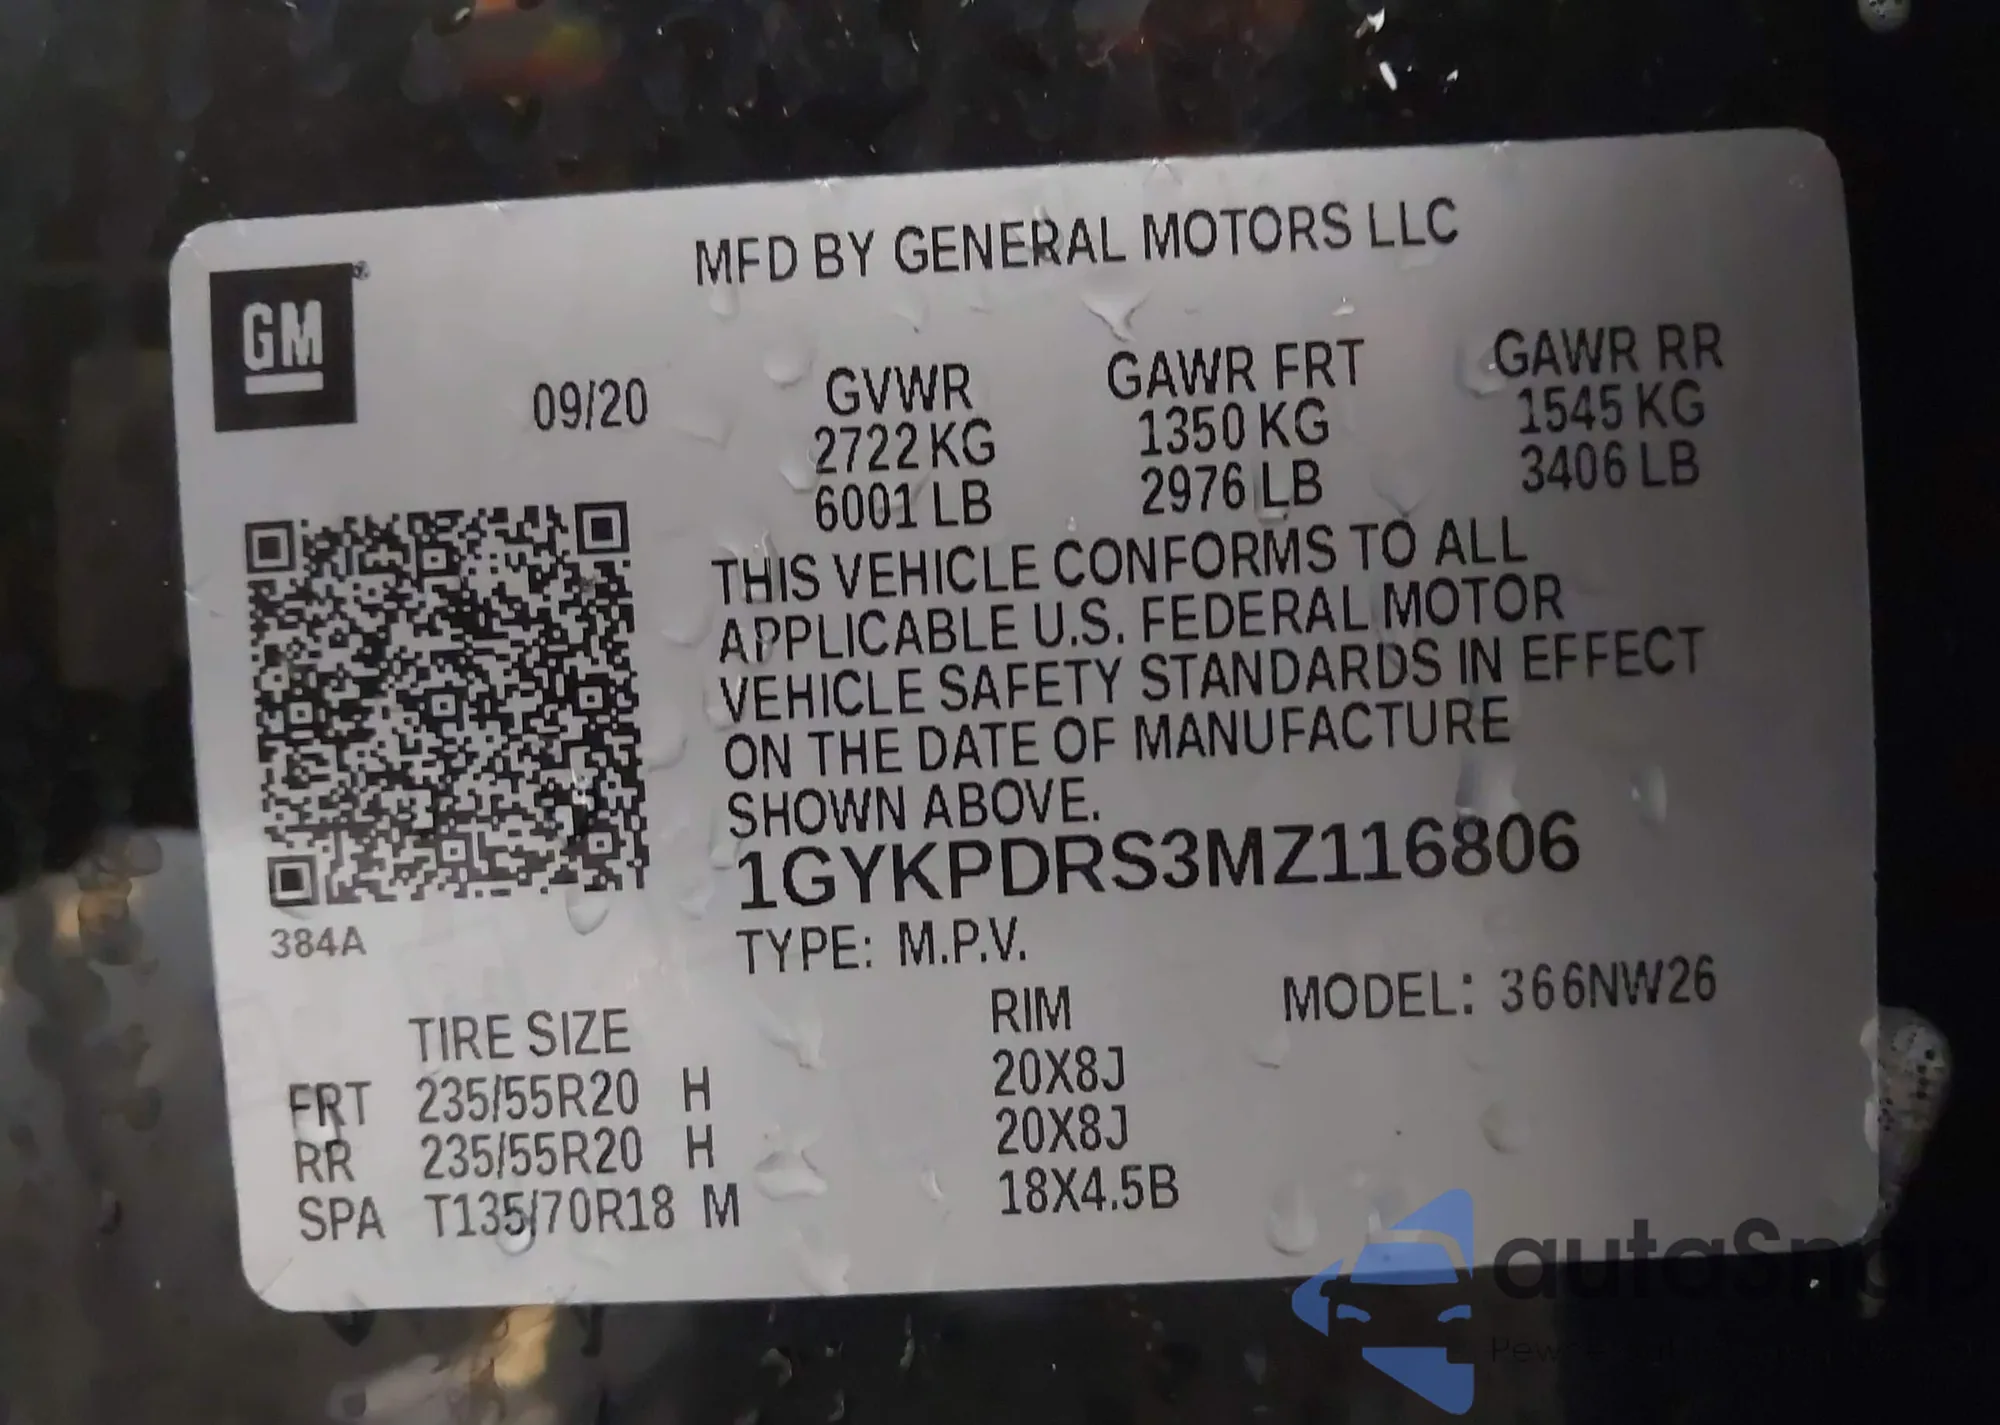 MFD BY GENERAL MOTORS LLC
GM
09/20
GVWR GAWR FRT GAWR RR
2722 KG 1350 KG 1545 KG
6001 LB 2976 LB 3406 LB
THIS VEHICLE CONFORMS TO ALL
APPLICABLE U.S. FEDERAL MOTOR
VEHICLE SAFETY STANDARDS IN EFFECT
ON THE DATE OF MANUFACTURE
SHOWN ABOVE.
1GYKPDRS3MZ116806
384A
TYPE: M.P.V.
MODEL: 366NW26
TIRE SIZE RIM
FRT 235/55R20 H 20X8J
RR 235/55R20 H 20X8J
SPA T135/70R18 M 18X4.5B
autoSnap